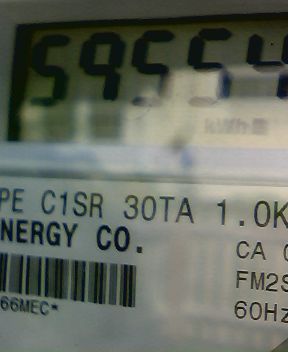 59554
kWh
PE C1SR 30TA 1.0K
NERGY CO.
CA
FM2S
60Hz
66MEC*